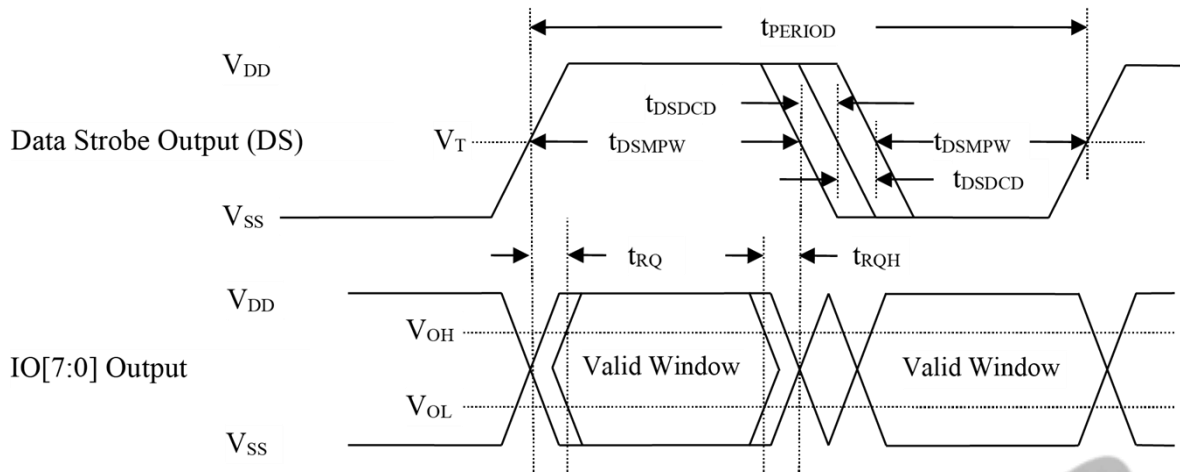 tPERIOD
VDD
tDSDCD
Data Strobe Output (DS)
VT
tDSMPW
tDSMPW
tDSDCD
VSS
tRQ
tRQH
VDD
VOH
IO[7:0] Output
Valid Window
Valid Window
VOL
VSS